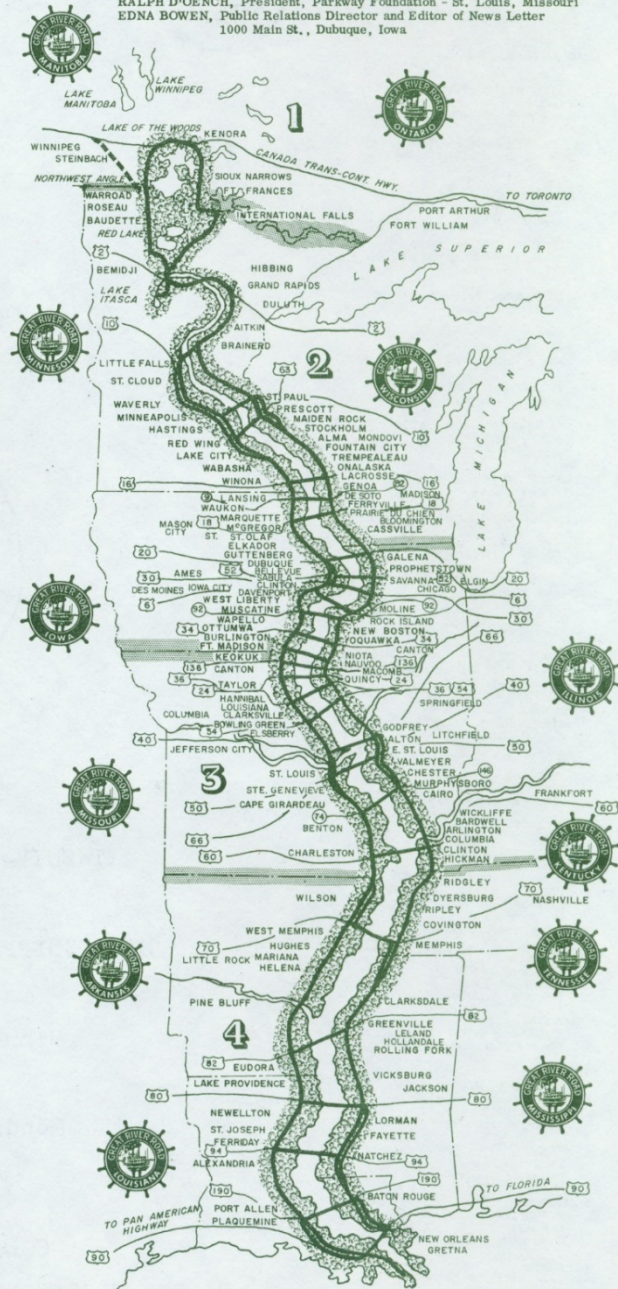 RALPH D'OENCH, President, Parkway Foundation - St. Louis, Missouri
EDNA BOWEN, Public Relations Director and Editor of News Letter
1000 Main St., Dubuque, Iowa
GREAT RIVER ROAD
MANITOBA
LAKE MANITOBA
LAKE WINNIPEG
1
GREAT RIVER ROAD
ONTARIO
LAKE OF THE WOODS
KENORA
WINNIPEG
STEINBACH
CANADA TRANS-CONT. HWY.
SIOUX NARROWS
NORTHWEST ANGLE
FT. FRANCES
TO TORONTO
WARROAD
ROSEAU
INTERNATIONAL FALLS
PORT ARTHUR
BAUDETTE
FORT WILLIAM
RED LAKE
LAKE SUPERIOR
2
BEMIDJI
HIBBING
GRAND RAPIDS
LAKE ITASCA
DULUTH
2
GREAT RIVER ROAD
MINNESOTA
10
AITKIN
BRAINERD
2
GREAT RIVER ROAD
WISCONSIN
LITTLE FALLS
63
ST. CLOUD
ST. PAUL
WAVERLY
PRESCOTT
MINNEAPOLIS
MAIDEN ROCK
10
HASTINGS
STOCKHOLM
RED WING
ALMA MONDOVI
LAKE CITY
FOUNTAIN CITY
WABASHA
TREMPEALEAU
ONALASKA
LAKE MICHIGAN
16
WINONA
LACROSSE
GENOA 82 16
9 LANSING
DE SOTO MADISON
WAUKON
FERRYVILLE 18
MARQUETTE
PRAIRIE DU CHIEN
MASON CITY
18
McGREGOR
BLOOMINGTON
ST. ST. OLAF
CASSVILLE
ELKADOR
20
GUTTENBERG
GALENA
DUBUQUE
PROPHETSTOWN
52 BELLEVUE
30 AMES
SABULA
SAVANNA 52 ELGIN 20
CLINTON
CHICAGO
DES MOINES IOWA CITY
DAVENPORT
6
6
WEST LIBERTY
MOLINE 92
GREAT RIVER ROAD
IOWA
92 MUSCATINE
ROCK ISLAND 30
WAPELLO
NEW BOSTON 66
34 OTTUMWA
YOQUAWKA 34
BURLINGTON
CANTON
FT. MADISON
NIOTA
KEOKUK
NAUVOO 136
136 CANTON
MACOMB
36
QUINCY 24
GREAT RIVER ROAD
ILLINOIS
24 TAYLOR
36 54 40
HANNIBAL
SPRINGFIELD
LOUISIANA
COLUMBIA CLARKSVILLE
GODFREY
BOWLING GREEN
ALTON LITCHFIELD
54 ELSBERRY
50
40
E. ST. LOUIS
JEFFERSON CITY
VALMEYER
3
ST. LOUIS
CHESTER 146
GREAT RIVER ROAD
MISSOURI
STE. GENEVIEVE
MURPHYSBORO
50
CAIRO FRANKFORT
CAPE GIRARDEAU
60
74
WICKLIFFE
66
BENTON
BARDWELL
ARLINGTON
60
COLUMBIA
CHARLESTON
CLINTON
GREAT RIVER ROAD
KENTUCKY
HICKMAN
RIDGLEY
70
WILSON
DYERSBURG NASHVILLE
RIPLEY
WEST MEMPHIS
COVINGTON
70
HUGHES
MEMPHIS
LITTLE ROCK MARIANA
HELENA
GREAT RIVER ROAD
TENNESSEE
GREAT RIVER ROAD
ARKANSAS
PINE BLUFF
CLARKSDALE
4
GREENVILLE 82
LELAND
HOLLANDALE
82
ROLLING FORK
EUDORA
LAKE PROVIDENCE
VICKSBURG
JACKSON
80
80
GREAT RIVER ROAD
MISSISSIPPI
NEWELLTON
LORMAN
ST. JOSEPH
FAYETTE
FERRIDAY
94
NATCHEZ 94
GREAT RIVER ROAD
LOUISIANA
ALEXANDRIA
190
190
BATON ROUGE
TO FLORIDA 90
PORT ALLEN
TO PAN AMERICAN HIGHWAY
PLAQUEMINE
NEW ORLEANS
90
GRETNA